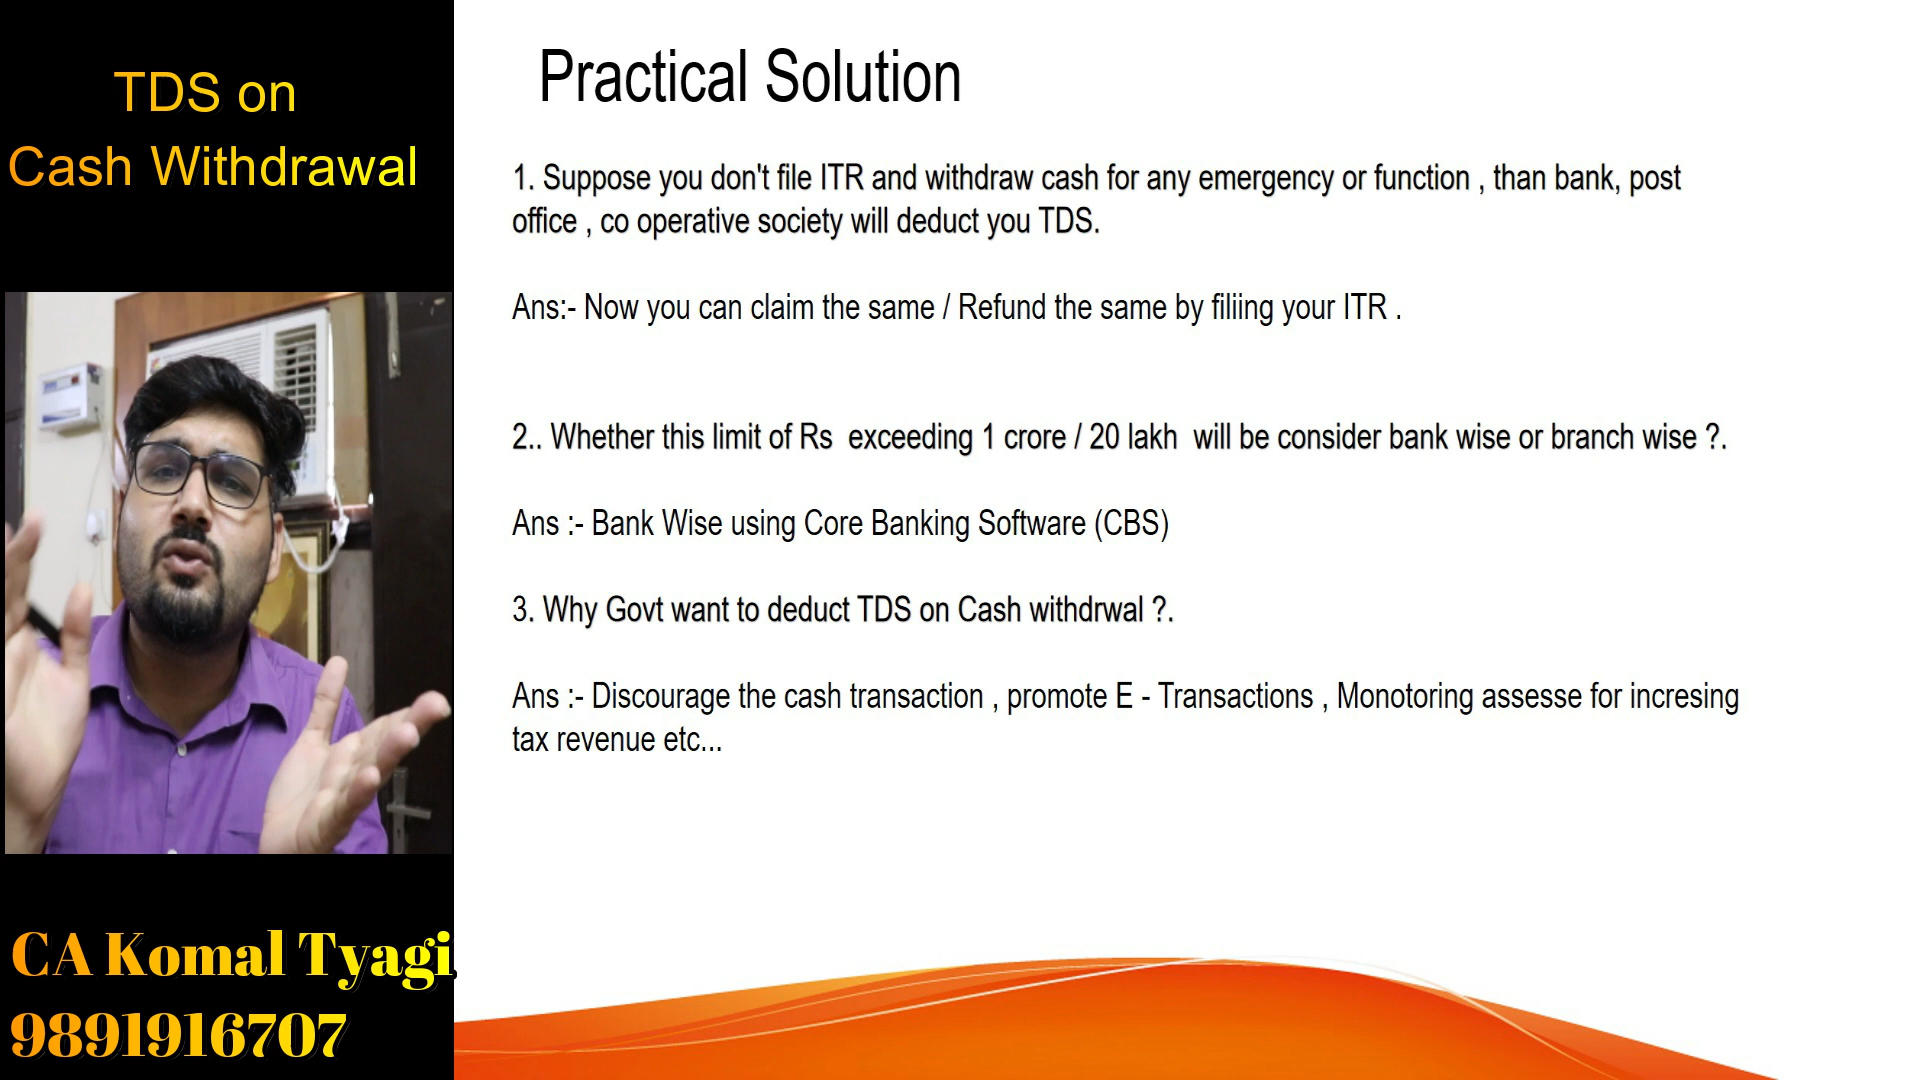 TDS on
Cash Withdrawal
CA Komal Tyagi
9891916707
Practical Solution
1. Suppose you don't file ITR and withdraw cash for any emergency or function , than bank, post
office , co operative society will deduct you TDS.
Ans:- Now you can claim the same / Refund the same by filiing your ITR .
2.. Whether this limit of Rs  exceeding 1 crore / 20 lakh  will be consider bank wise or branch wise ?.
Ans :- Bank Wise using Core Banking Software (CBS)
3. Why Govt want to deduct TDS on Cash withdrwal ?.
Ans :- Discourage the cash transaction , promote E - Transactions , Monotoring assesse for incresing
tax revenue etc...